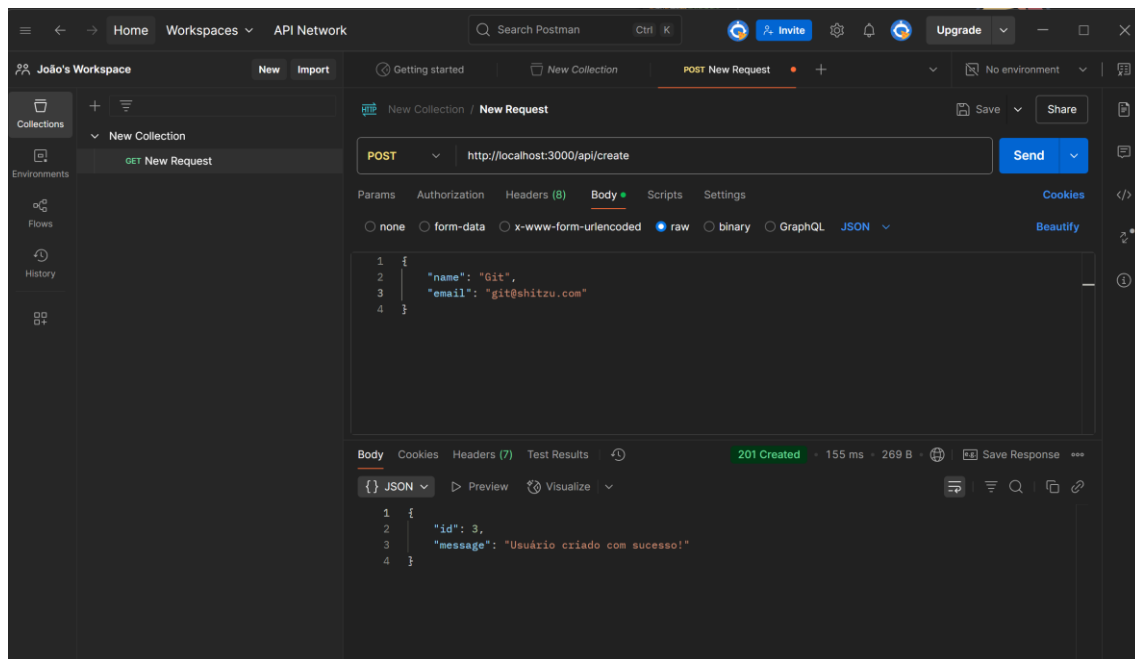 Home Workspaces API Network Search Postman Ctrl K Invite Upgrade
João's Workspace New Import Getting started New Collection POST New Request No environment
Collections
Environments
Flows
History
New Collection
GET New Request
HTTP New Collection / New Request Save Share
POST http://localhost:3000/api/create Send
Params Authorization Headers (8) Body Scripts Settings Cookies
none form-data x-www-form-urlencoded raw binary GraphQL JSON Beautify
1 {
2 "name": "Git",
3 "email": "git@shitzu.com"
4 }
Body Cookies Headers (7) Test Results 201 Created 155 ms 269 B e.g. Save Response
{} JSON Preview Visualize
1 {
2 "id": 3,
3 "message": "Usuário criado com sucesso!"
4 }